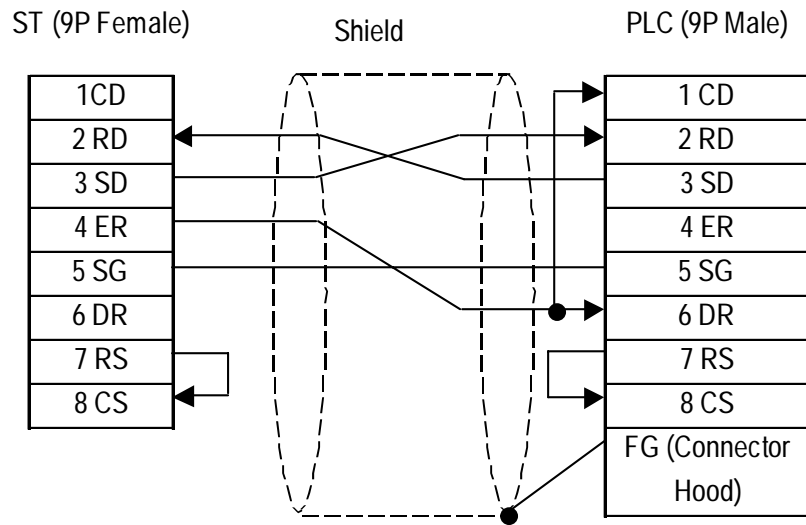 ST (9P Female)
Shield
PLC (9P Male)
1CD
2 RD
3 SD
4 ER
5 SG
6 DR
7 RS
8 CS
1 CD
2 RD
3 SD
4 ER
5 SG
6 DR
7 RS
8 CS
FG (Connector
Hood)